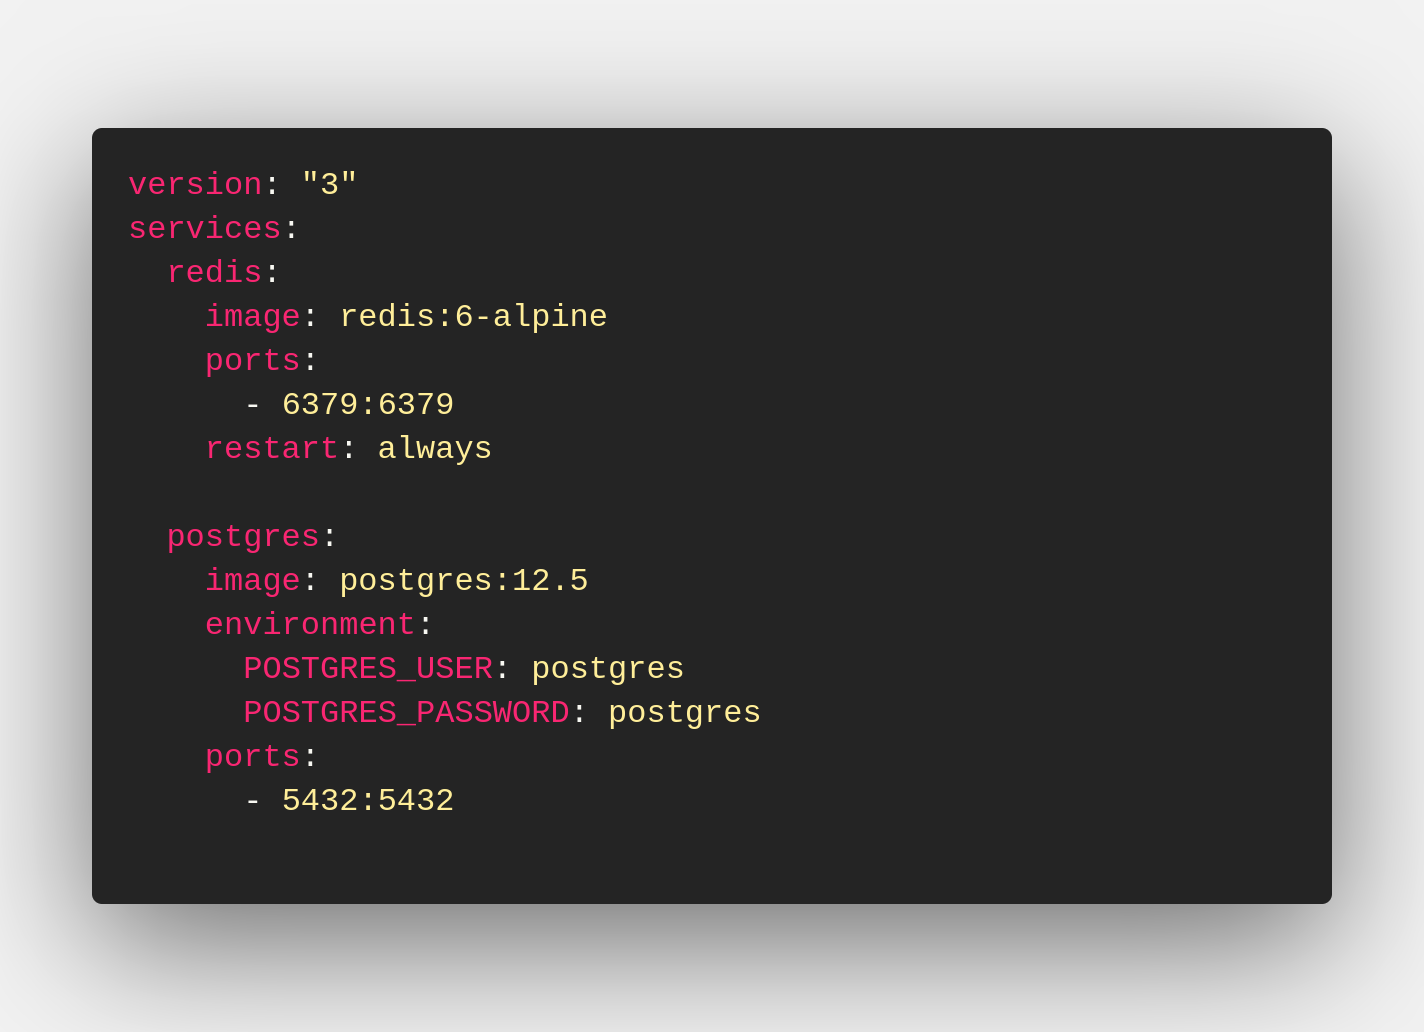 version: "3"
services:
  redis:
    image: redis:6-alpine
    ports:
      - 6379:6379
    restart: always

  postgres:
    image: postgres:12.5
    environment:
      POSTGRES_USER: postgres
      POSTGRES_PASSWORD: postgres
    ports:
      - 5432:5432